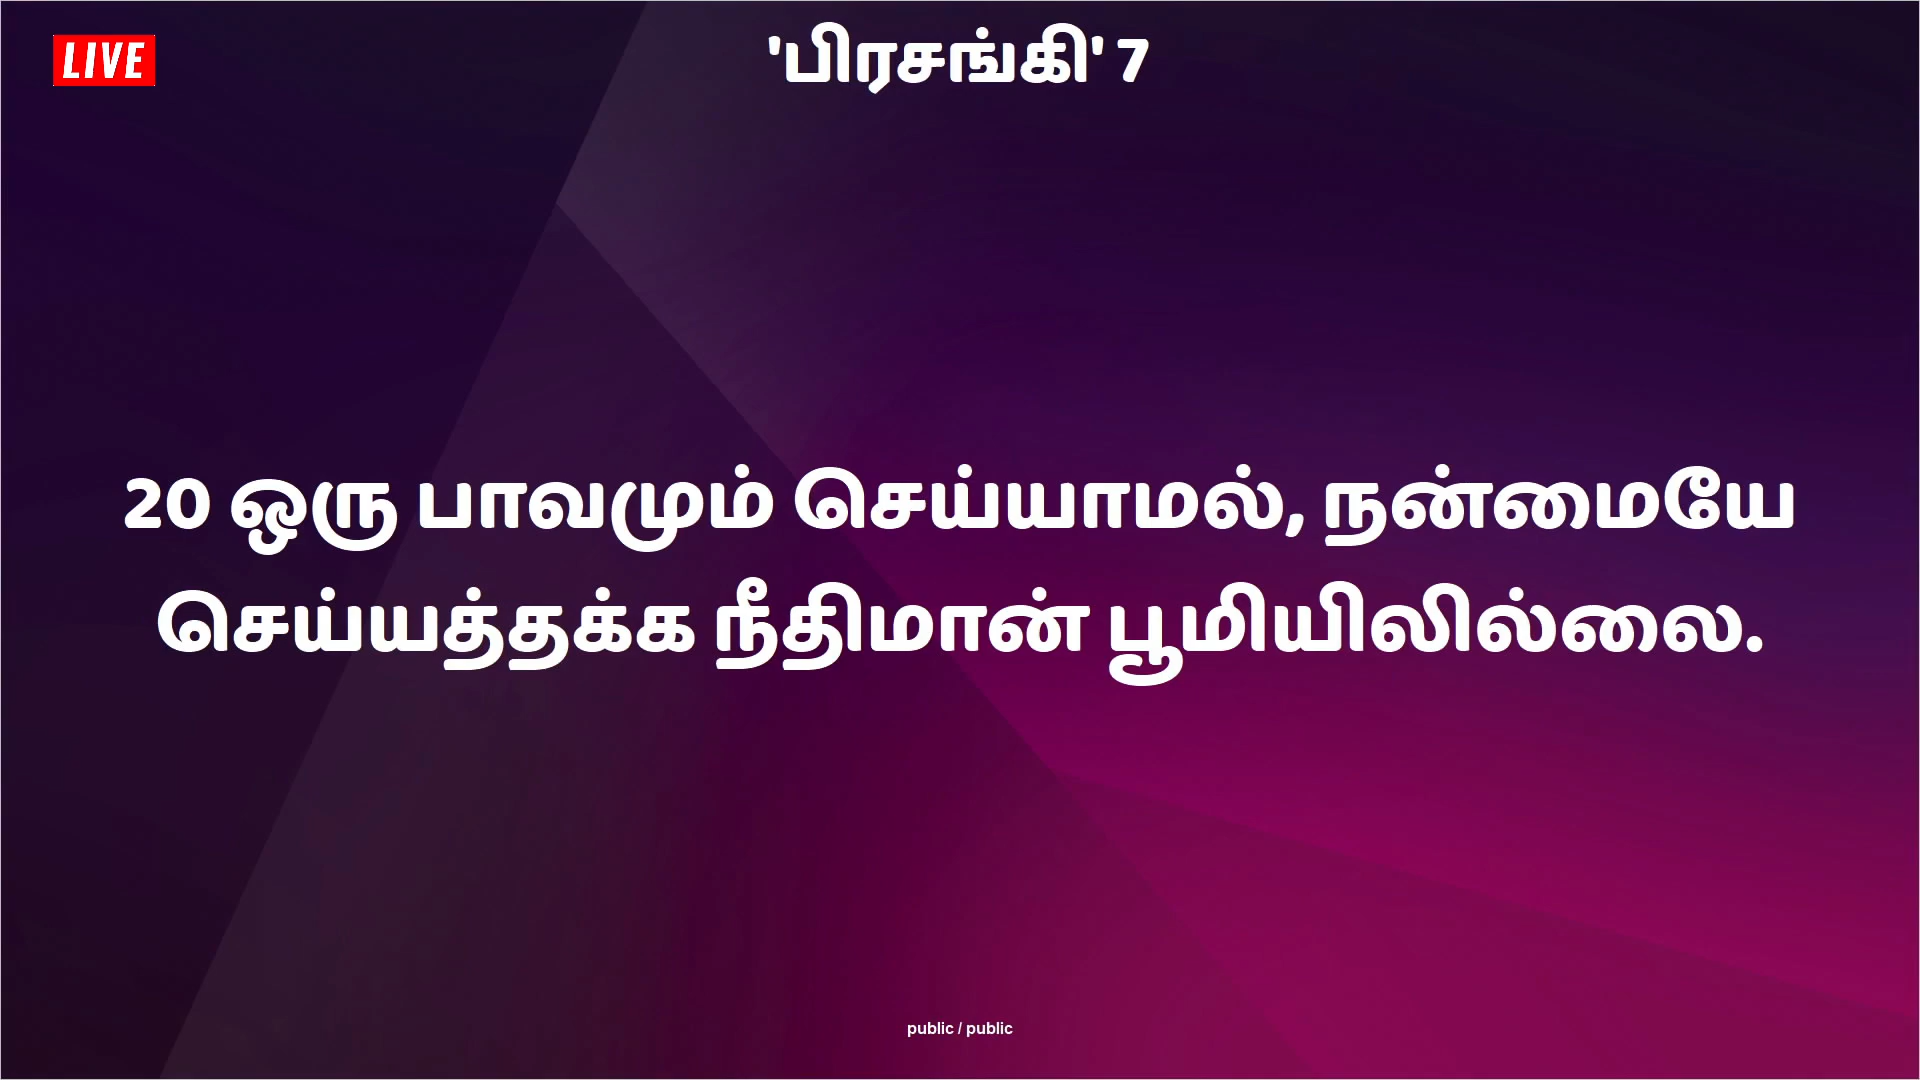 LIVE
'பிரசங்கி' 7
20 ஒரு பாவமும் செய்யாமல், நன்மையே
செய்யத்தக்க நீதிமான் பூமியிலில்லை.
public / public